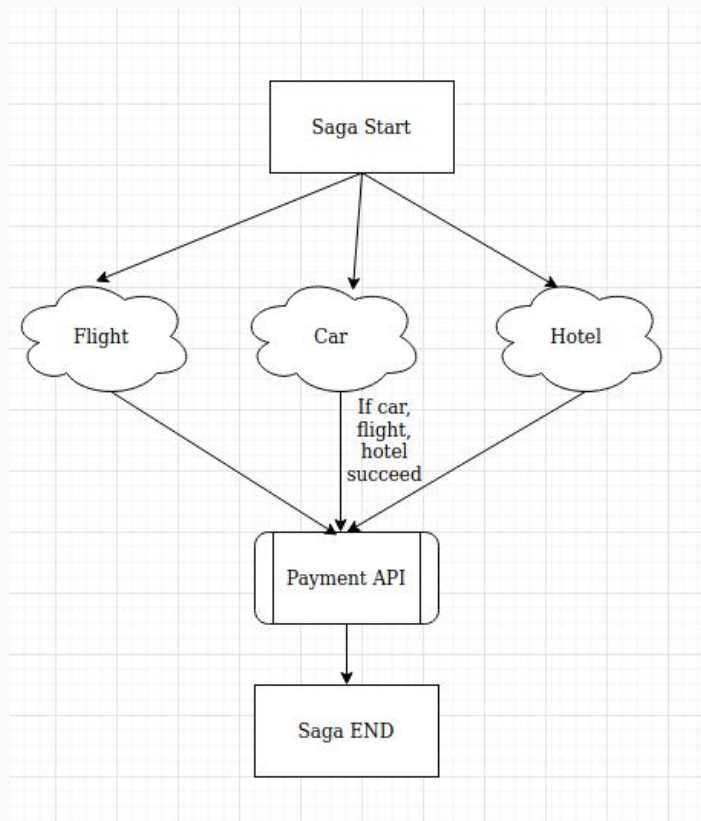 Saga Start
Flight
Car
Hotel
If car,
flight,
hotel
succeed
Payment API
Saga END